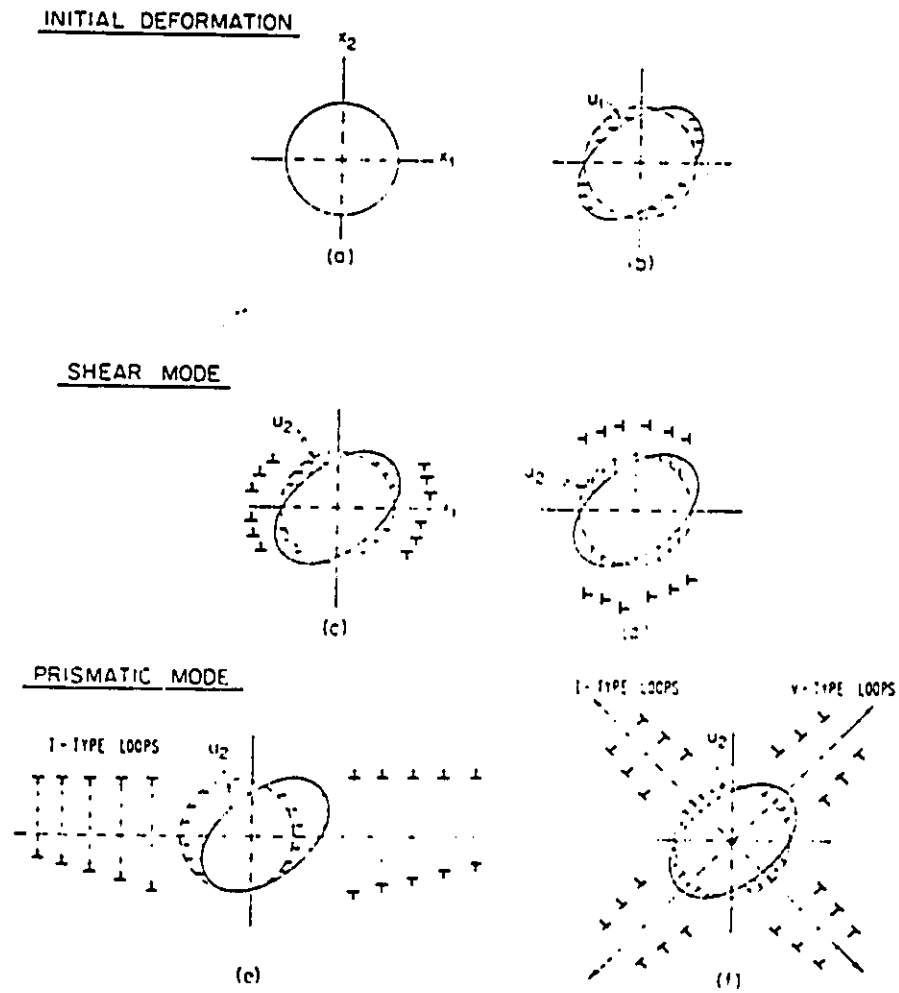 INITIAL DEFORMATION
x₂
x₁
u₁
(a)
(b)
SHEAR MODE
u₂
u₂
(c)
PRISMATIC MODE
I-TYPE LOOPS
V-TYPE LOOPS
I-TYPE LOOPS
u₂
u₂
(e)
(f)